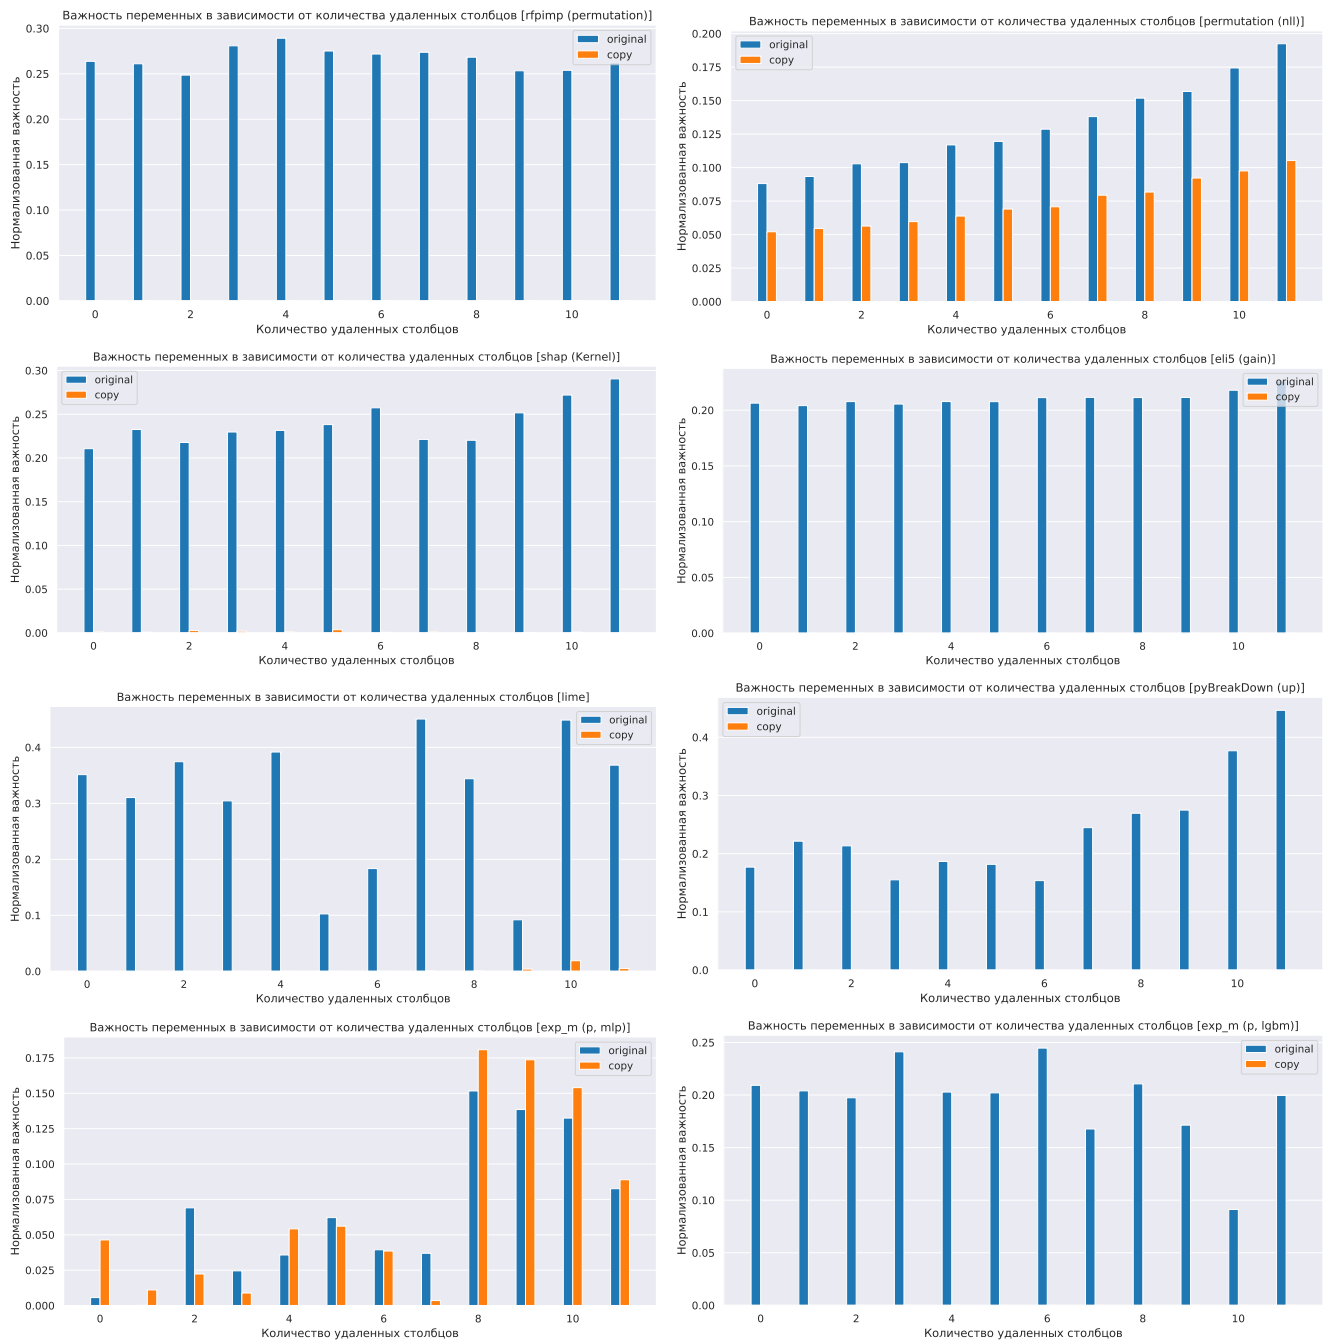 Важность переменных в зависимости от количества удаленных столбцов [rfpimp (permutation)]
0.30
0.25
0.20
0.15
0.10
0.05
0.00
Нормализованная важность
original
copy
0 2 4 6 8 10
Количество удаленных столбцов
Важность переменных в зависимости от количества удаленных столбцов [permutation (nll)]
0.200
0.175
0.150
0.125
0.100
0.075
0.050
0.025
0.000
Нормализованная важность
original
copy
0 2 4 6 8 10
Количество удаленных столбцов
Важность переменных в зависимости от количества удаленных столбцов [shap (Kernel)]
0.30
0.25
0.20
0.15
0.10
0.05
0.00
Нормализованная важность
original
copy
0 2 4 6 8 10
Количество удаленных столбцов
Важность переменных в зависимости от количества удаленных столбцов [eli5 (gain)]
0.20
0.15
0.10
0.05
0.00
Нормализованная важность
original
copy
0 2 4 6 8 10
Количество удаленных столбцов
Важность переменных в зависимости от количества удаленных столбцов [lime]
0.4
0.3
0.2
0.1
0.0
Нормализованная важность
original
copy
0 2 4 6 8 10
Количество удаленных столбцов
Важность переменных в зависимости от количества удаленных столбцов [pyBreakDown (up)]
0.4
0.3
0.2
0.1
0.0
Нормализованная важность
original
copy
0 2 4 6 8 10
Количество удаленных столбцов
Важность переменных в зависимости от количества удаленных столбцов [exp_m (p, mlp)]
0.175
0.150
0.125
0.100
0.075
0.050
0.025
0.000
Нормализованная важность
original
copy
0 2 4 6 8 10
Количество удаленных столбцов
Важность переменных в зависимости от количества удаленных столбцов [exp_m (p, lgbm)]
0.25
0.20
0.15
0.10
0.05
0.00
Нормализованная важность
original
copy
0 2 4 6 8 10
Количество удаленных столбцов